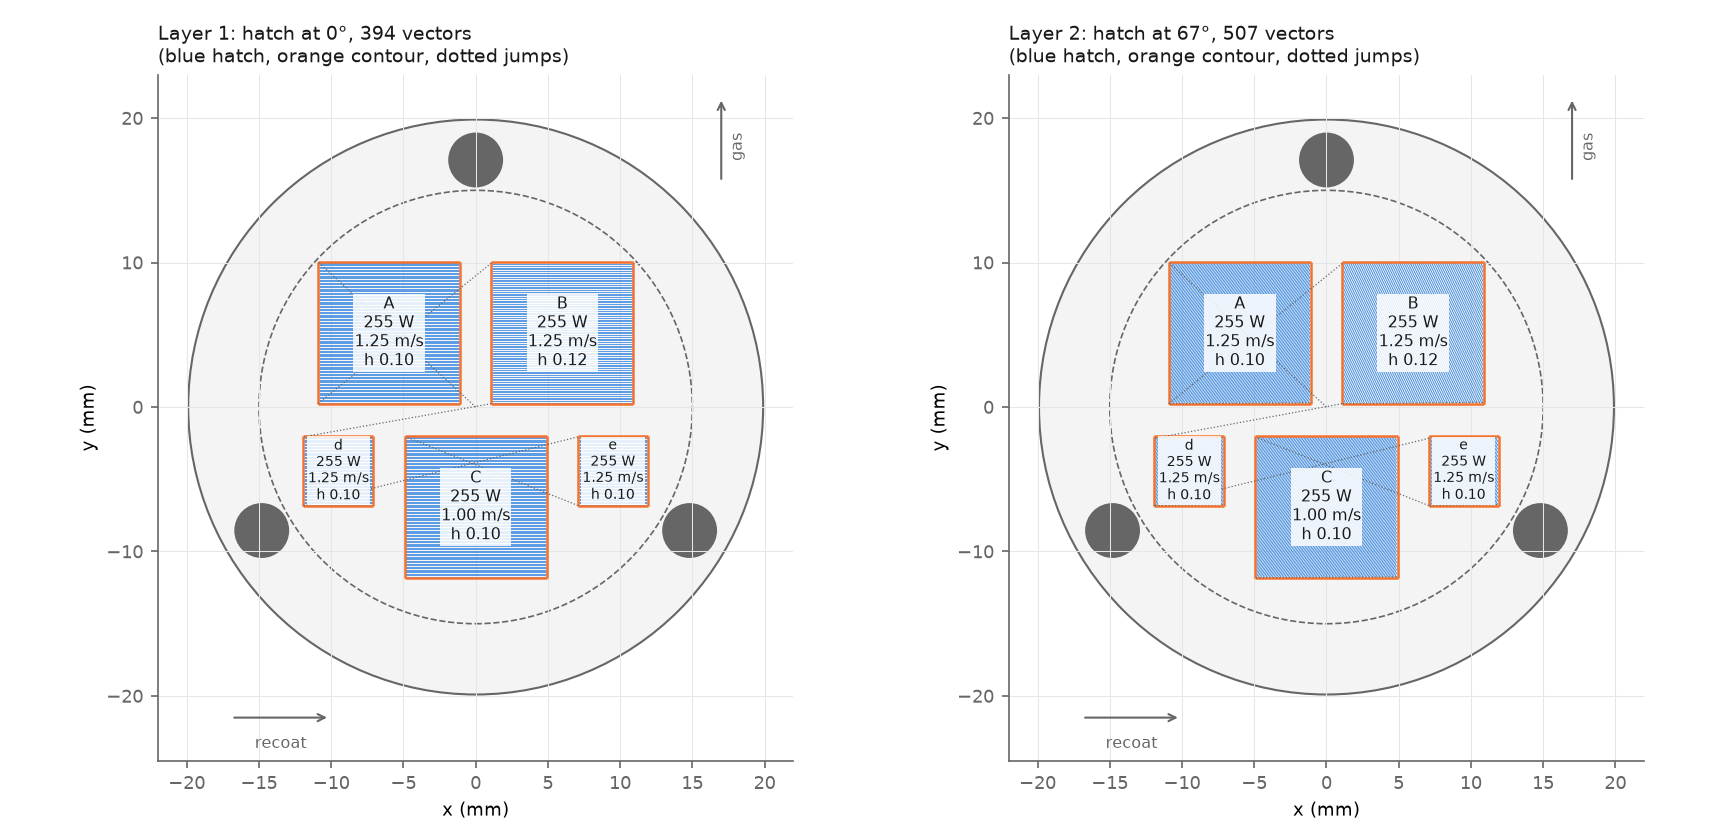 Layer 1: hatch at 0°, 394 vectors
(blue hatch, orange contour, dotted jumps)
20
10
0
−10
−20
y (mm)
gas
A
255 W
1.25 m/s
h 0.10
B
255 W
1.25 m/s
h 0.12
d
255 W
1.25 m/s
h 0.10
C
255 W
1.00 m/s
h 0.10
e
255 W
1.25 m/s
h 0.10
recoat
−20 −15 −10 −5 0 5 10 15 20
x (mm)
Layer 2: hatch at 67°, 507 vectors
(blue hatch, orange contour, dotted jumps)
20
10
0
−10
−20
y (mm)
gas
A
255 W
1.25 m/s
h 0.10
B
255 W
1.25 m/s
h 0.12
d
255 W
1.25 m/s
h 0.10
C
255 W
1.00 m/s
h 0.10
e
255 W
1.25 m/s
h 0.10
recoat
−20 −15 −10 −5 0 5 10 15 20
x (mm)